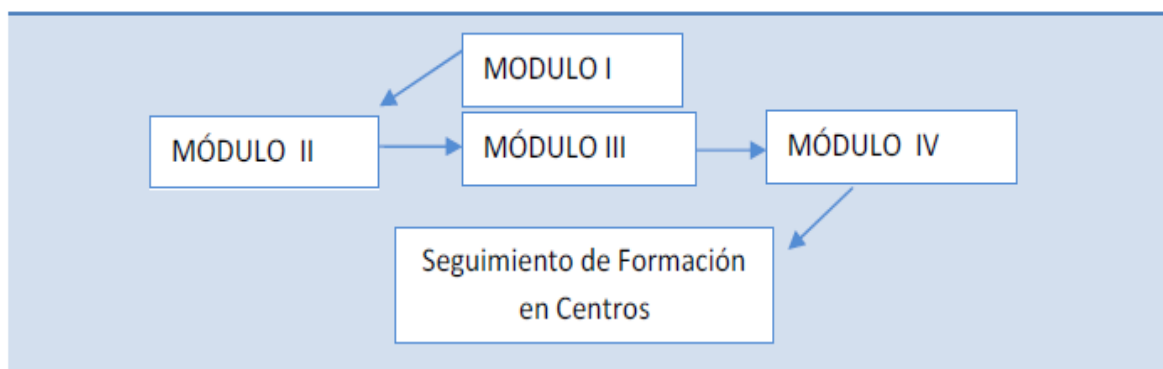 MODULO I
MÓDULO II
MÓDULO III
MÓDULO IV
Seguimiento de Formación
en Centros